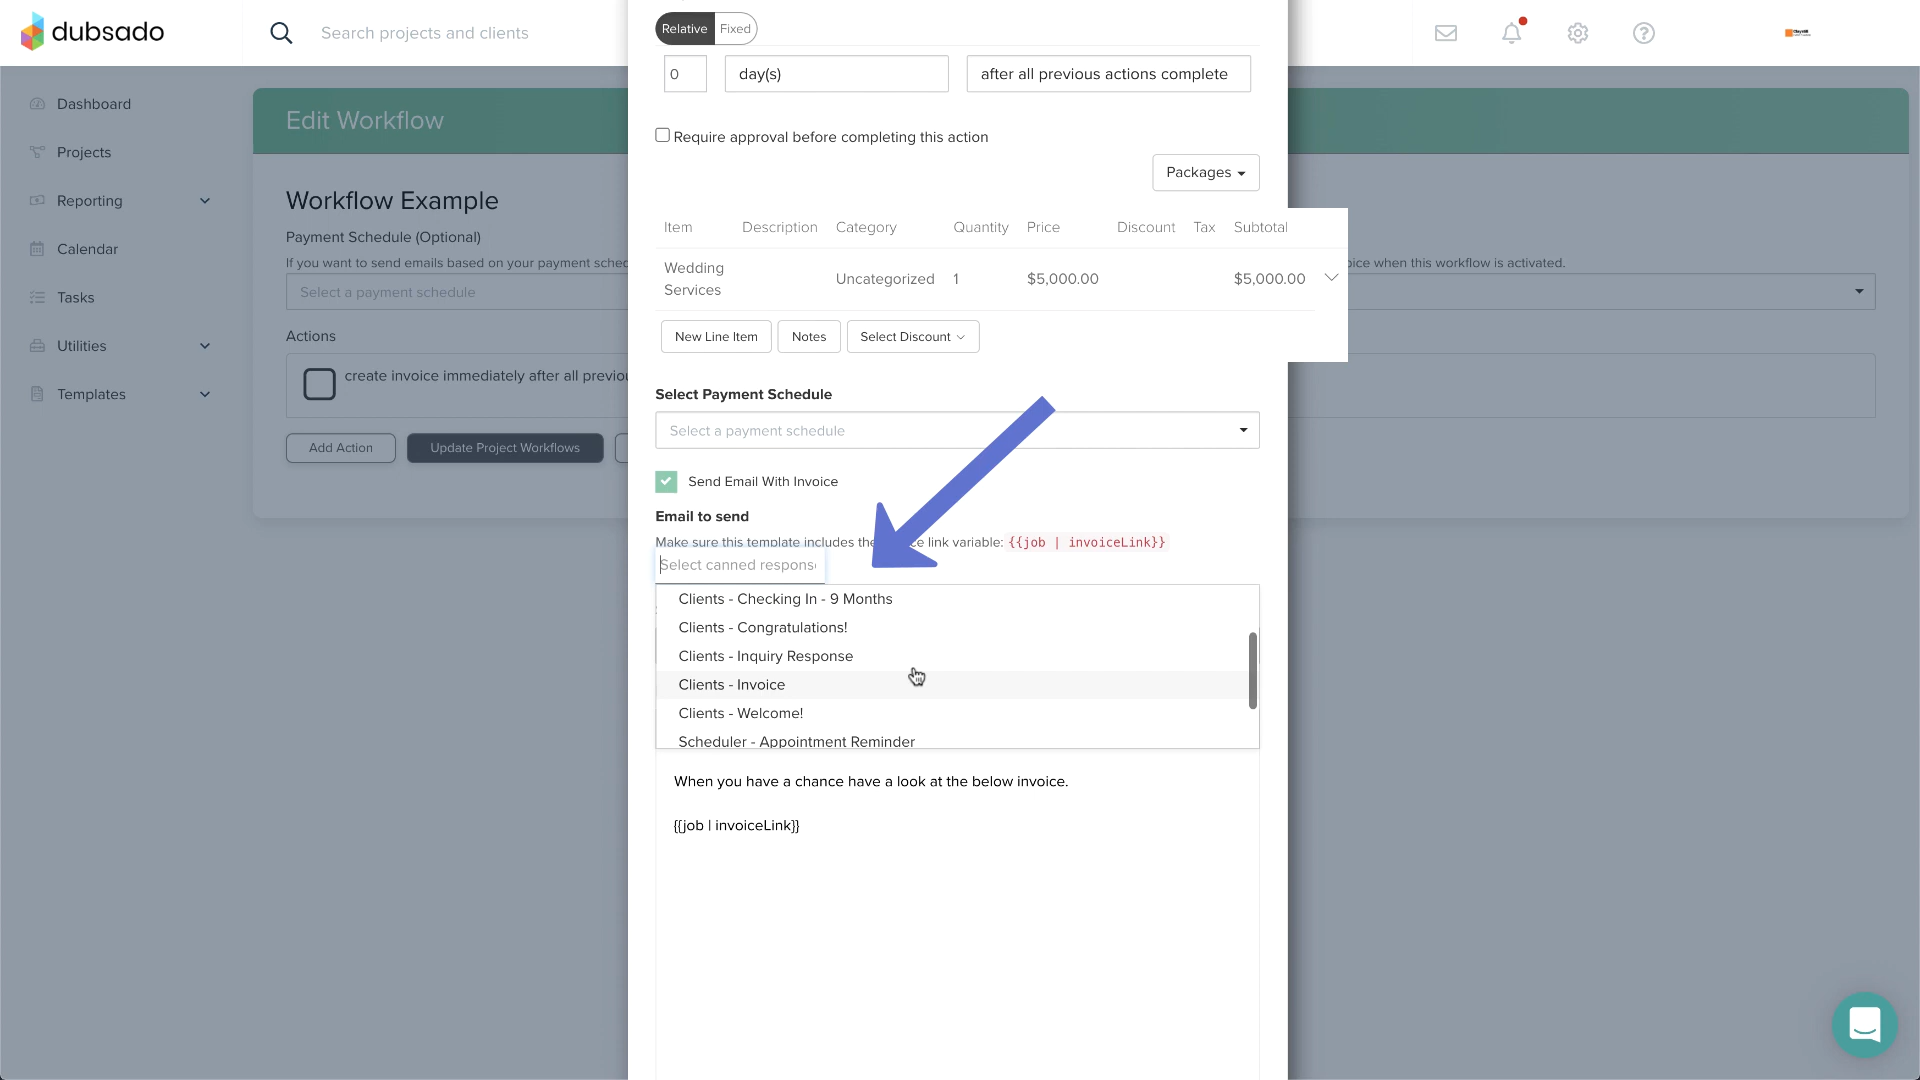 dubsado
Search projects and clients
Relative Fixed
0 day(s) after all previous actions complete
Dashboard
Projects
Reporting
Calendar
Tasks
Utilities
Templates
Edit Workflow
Workflow Example
Payment Schedule (Optional)
If you want to send emails based on your payment sched
oice when this workflow is activated.
Select a payment schedule
Actions
create invoice immediately after all previou
Add Action Update Project Workflows
Require approval before completing this action
Packages
Item Description Category Quantity Price Discount Tax Subtotal
Wedding
Services Uncategorized 1 $5,000.00 $5,000.00
New Line Item Notes Select Discount
Select Payment Schedule
Select a payment schedule
Send Email With Invoice
Email to send
Make sure this template includes the ce link variable: {{job | invoiceLink}}
Select canned respons
Clients - Checking In - 9 Months
Clients - Congratulations!
Clients - Inquiry Response
Clients - Invoice
Clients - Welcome!
Scheduler - Appointment Reminder
When you have a chance have a look at the below invoice.
{{job | invoiceLink}}